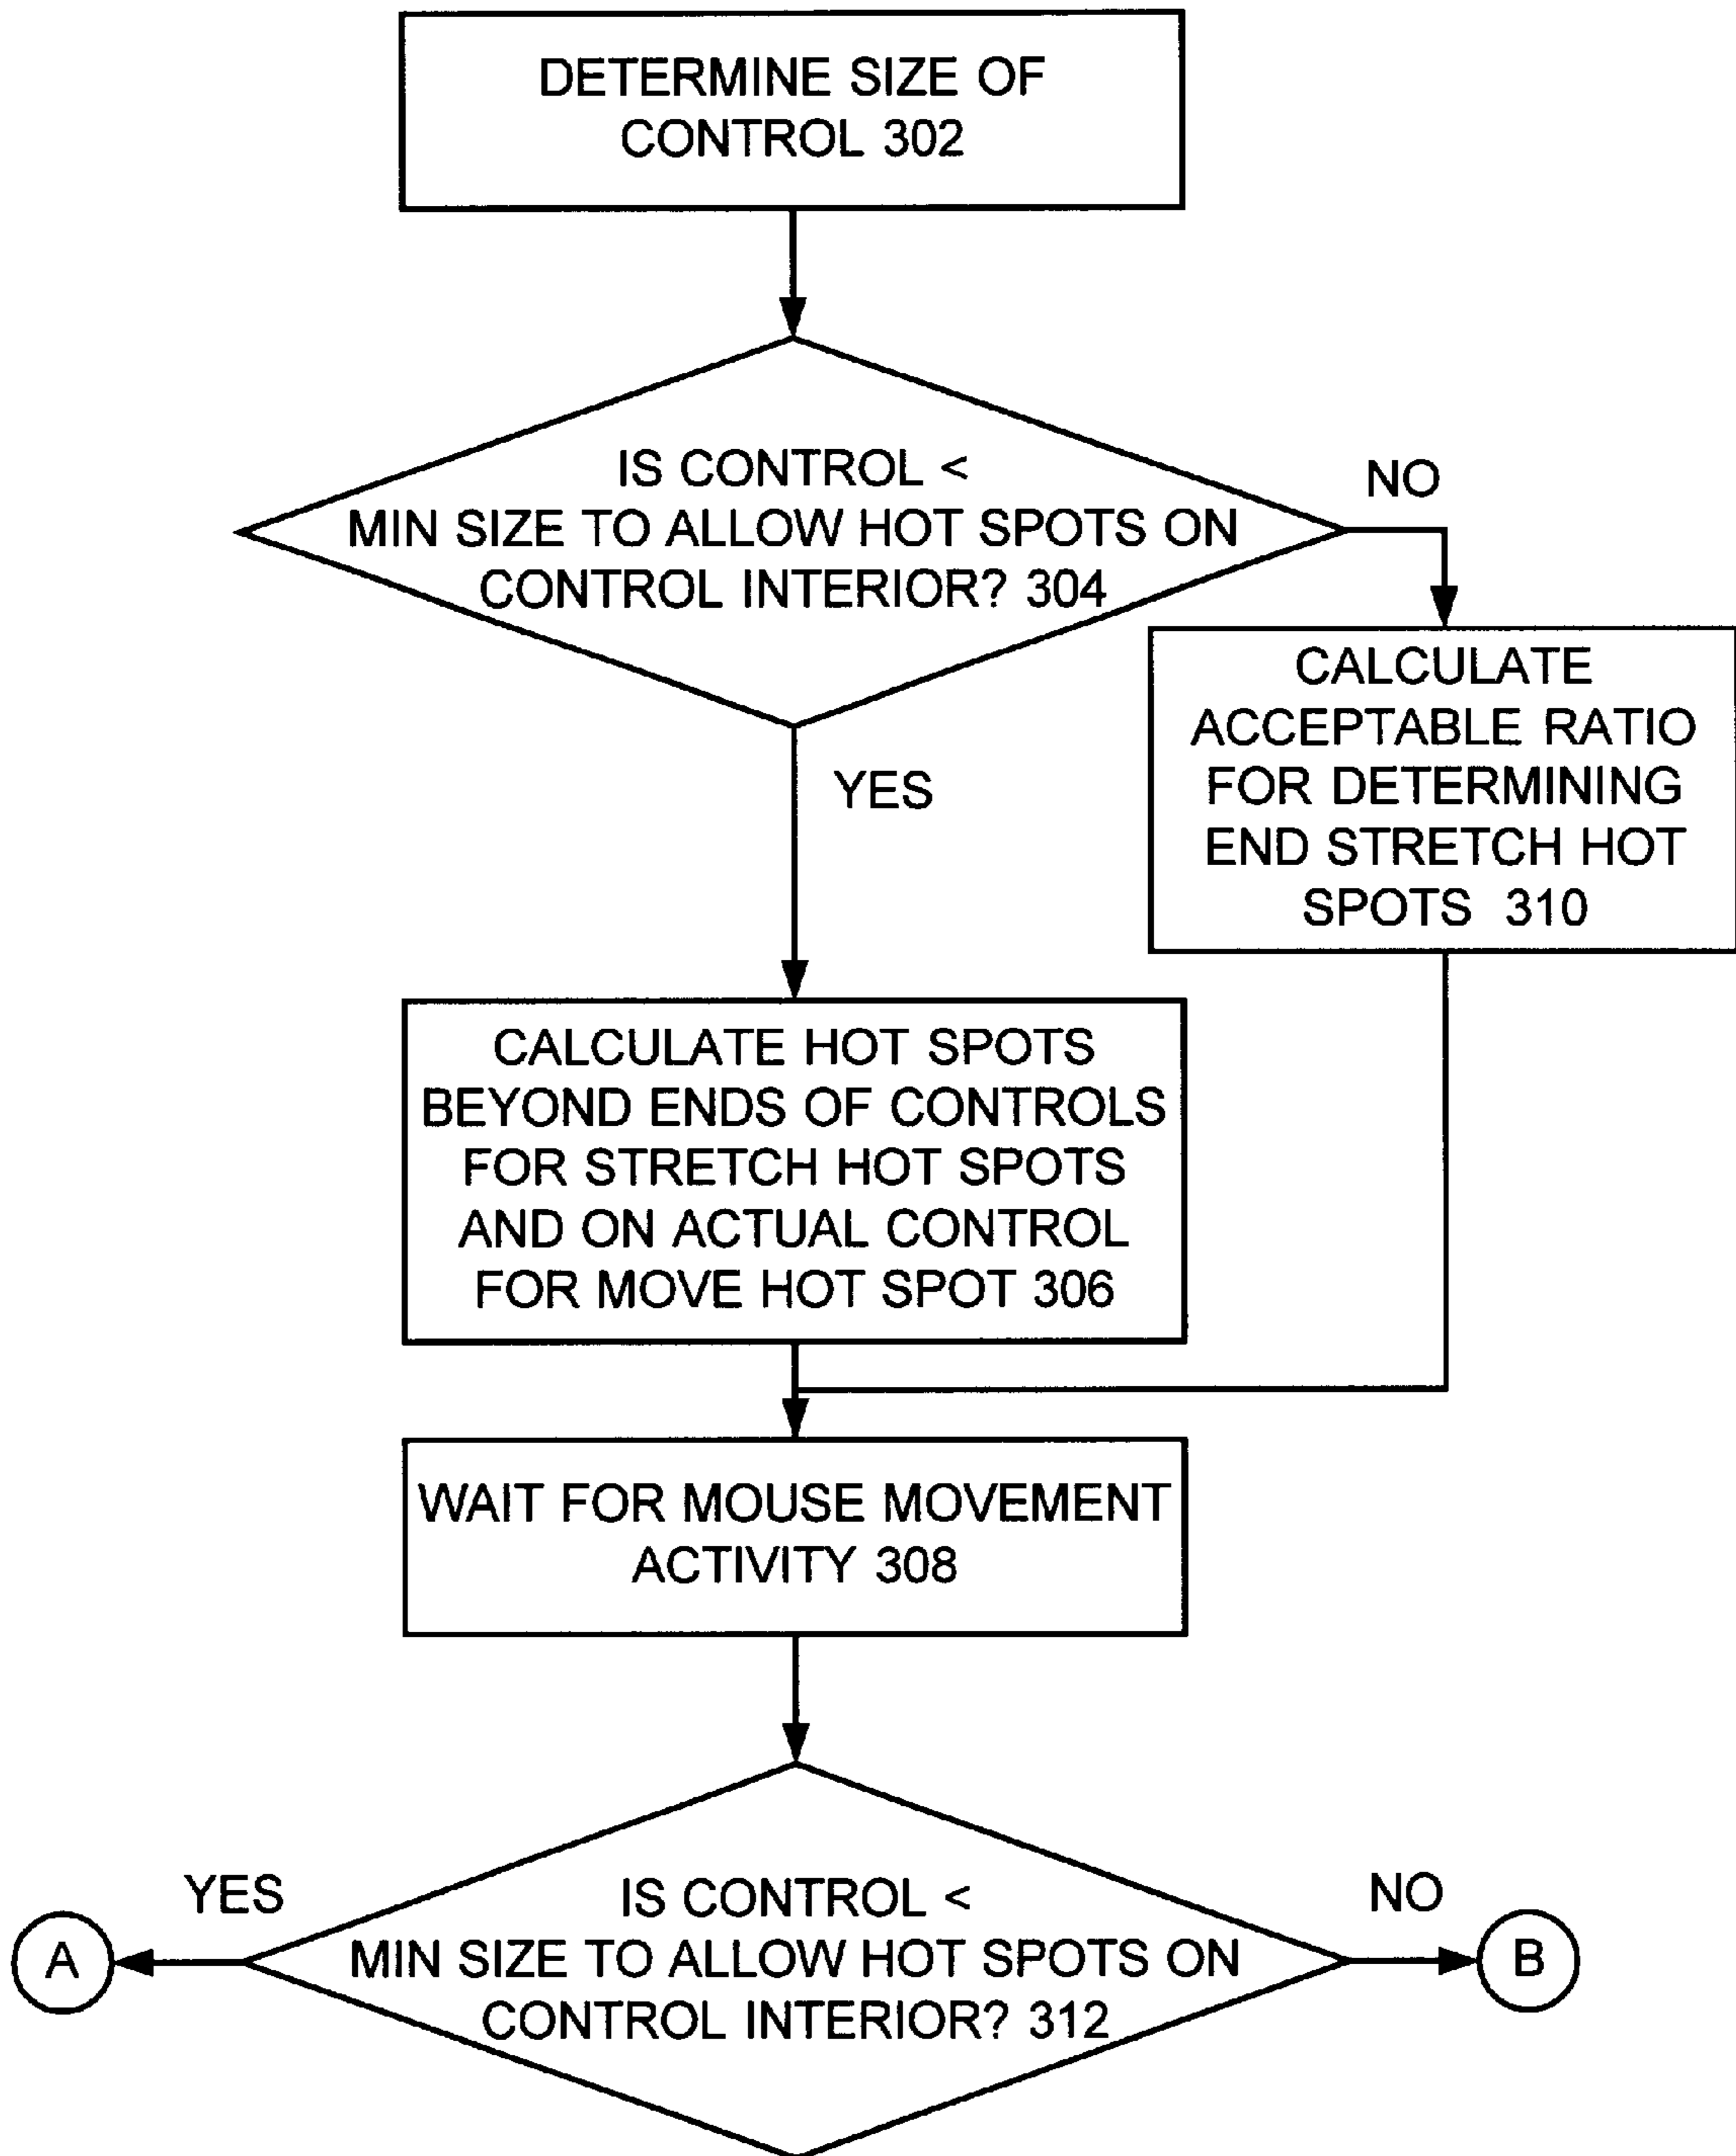 DETERMINE SIZE OF
CONTROL 302
IS CONTROL <
MIN SIZE TO ALLOW HOT SPOTS ON
CONTROL INTERIOR? 304
NO
CALCULATE
ACCEPTABLE RATIO
FOR DETERMINING
END STRETCH HOT
SPOTS 310
YES
CALCULATE HOT SPOTS
BEYOND ENDS OF CONTROLS
FOR STRETCH HOT SPOTS
AND ON ACTUAL CONTROL
FOR MOVE HOT SPOT 306
WAIT FOR MOUSE MOVEMENT
ACTIVITY 308
YES
A
IS CONTROL <
MIN SIZE TO ALLOW HOT SPOTS ON
CONTROL INTERIOR? 312
NO
B